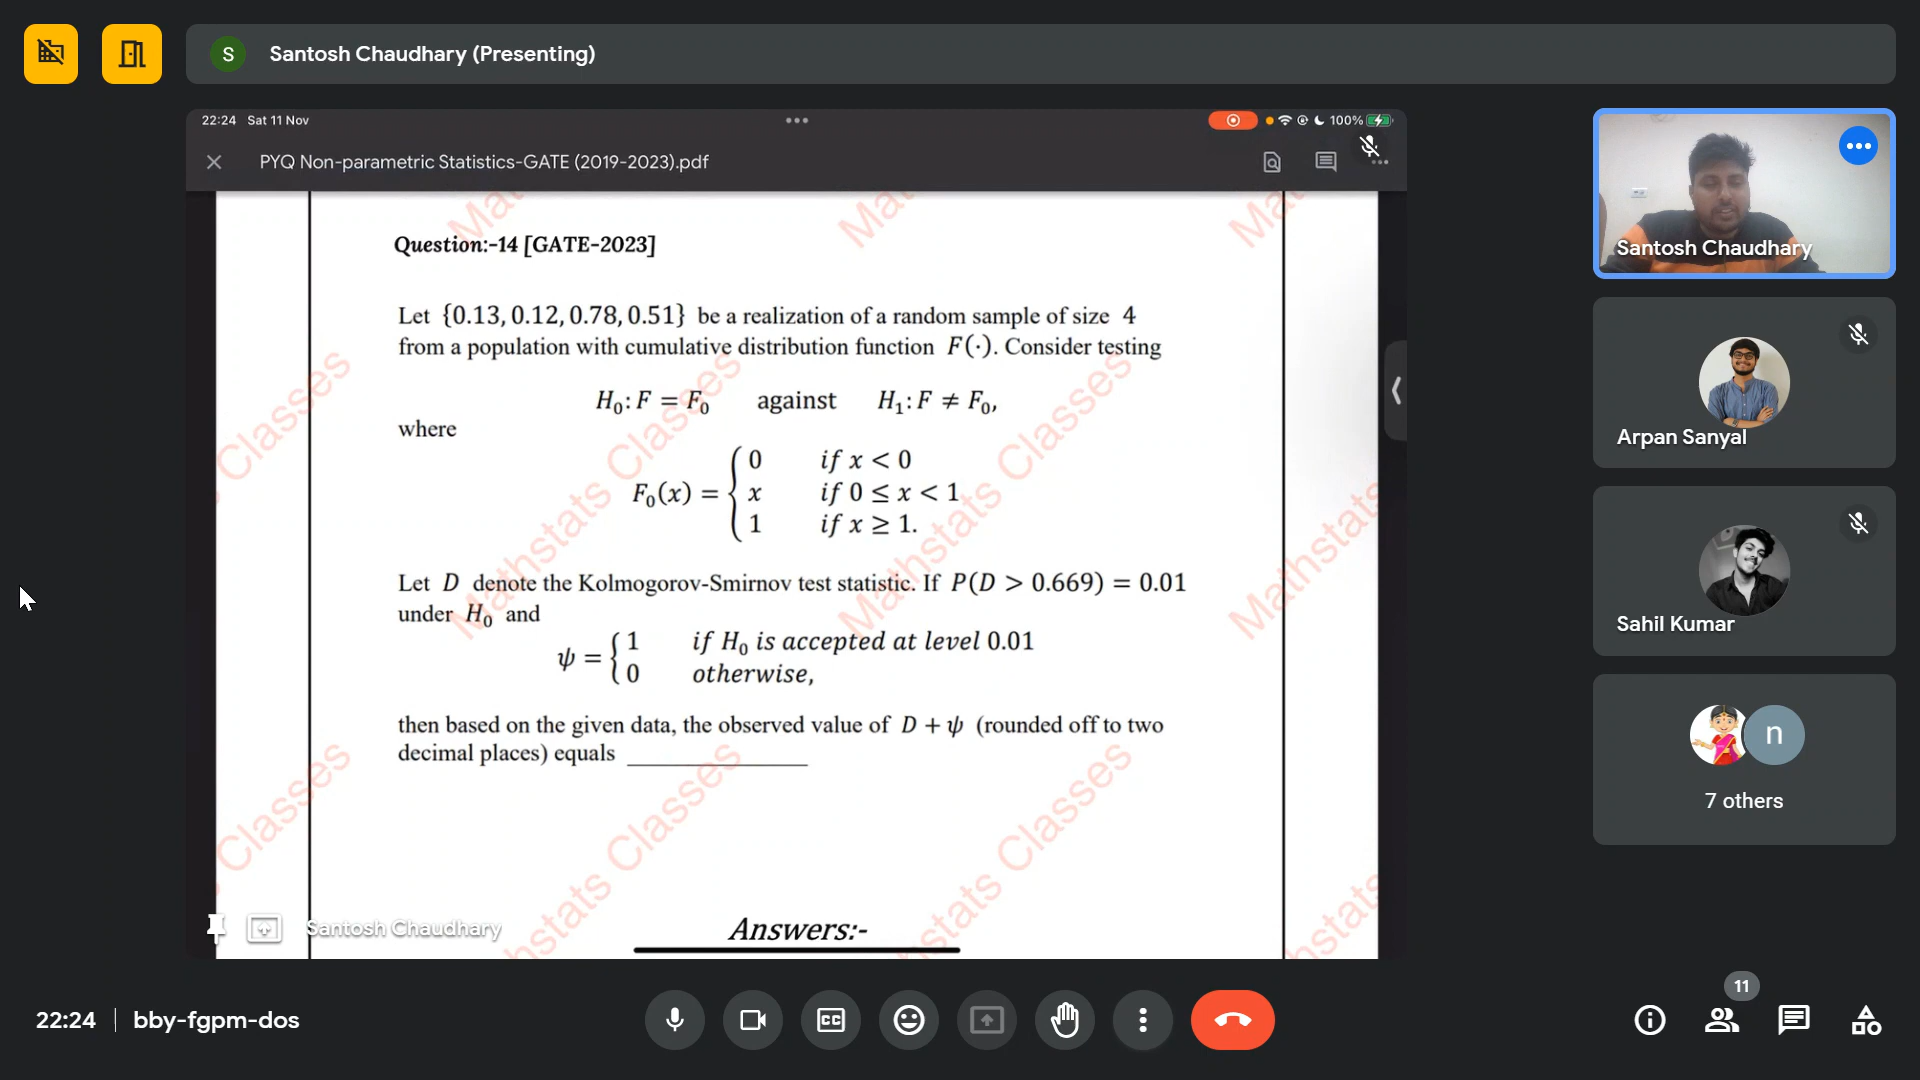 S Santosh Chaudhary (Presenting)
22:24 Sat 11 Nov
100%
PYQ Non-parametric Statistics-GATE (2019-2023).pdf
Question:-14 [GATE-2023]
Let {0.13, 0.12, 0.78, 0.51} be a realization of a random sample of size 4
from a population with cumulative distribution function F(·). Consider testing
H₀: F = F₀ against H₁: F ≠ F₀,
where
F₀(x) = { 0 if x < 0
x if 0 ≤ x < 1
1 if x ≥ 1.
Let D denote the Kolmogorov-Smirnov test statistic. If P(D > 0.669) = 0.01
under H₀ and
ψ = { 1 if H₀ is accepted at level 0.01
0 otherwise,
then based on the given data, the observed value of D + ψ (rounded off to two
decimal places) equals ______________
Answers:-
Mathstats Classes
Santosh Chaudhary
Santosh Chaudhary
Arpan Sanyal
Sahil Kumar
n
7 others
22:24 | bby-fgpm-dos
CC
11